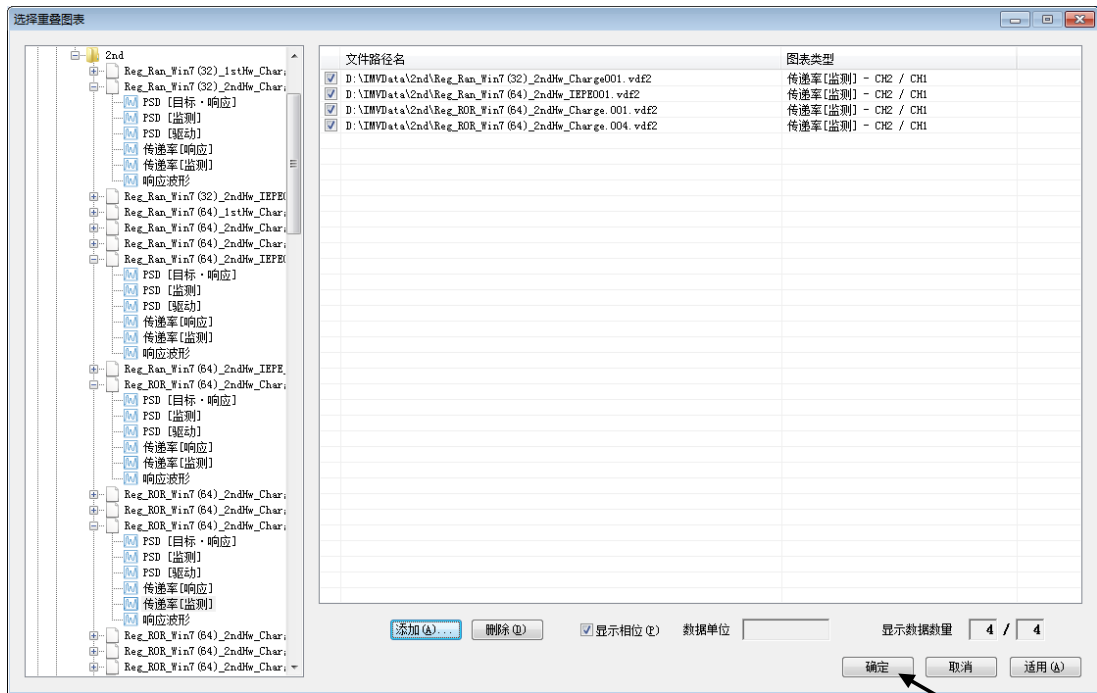 选择重叠图表
2nd
Reg_Ran_Win7(32)_1stHw_Char
Reg_Ran_Win7(32)_2ndHw_Char
PSD [目标・响应]
PSD [监测]
PSD [驱动]
传递率[响应]
传递率[监测]
响应波形
Reg_Ran_Win7(32)_2ndHw_IEPE
Reg_Ran_Win7(64)_1stHw_Char
Reg_Ran_Win7(64)_2ndHw_Char
Reg_Ran_Win7(64)_2ndHw_Char
Reg_Ran_Win7(64)_2ndHw_IEPE
PSD [目标・响应]
PSD [监测]
PSD [驱动]
传递率[响应]
传递率[监测]
响应波形
Reg_Ran_Win7(64)_2ndHw_IEPE_
Reg_ROR_Win7(64)_2ndHw_Char
PSD [目标・响应]
PSD [监测]
PSD [驱动]
传递率[响应]
传递率[监测]
响应波形
Reg_ROR_Win7(64)_2ndHw_Char
Reg_ROR_Win7(64)_2ndHw_Char
Reg_ROR_Win7(64)_2ndHw_Char
PSD [目标・响应]
PSD [监测]
PSD [驱动]
传递率[响应]
传递率[监测]
响应波形
Reg_ROR_Win7(64)_2ndHw_Char
Reg_ROR_Win7(64)_2ndHw_Char
Reg_ROR_Win7(64)_2ndHw_Char
文件路径名 图表类型
D:\IMVData\2nd\Reg_Ran_Win7(32)_2ndHw_Charge001.vdf2 传递率[监测] - CH2 / CH1
D:\IMVData\2nd\Reg_Ran_Win7(64)_2ndHw_IEPE001.vdf2 传递率[监测] - CH2 / CH1
D:\IMVData\2nd\Reg_ROR_Win7(64)_2ndHw_Charge.001.vdf2 传递率[监测] - CH2 / CH1
D:\IMVData\2nd\Reg_ROR_Win7(64)_2ndHw_Charge.004.vdf2 传递率[监测] - CH2 / CH1
添加(A)... 删除(D) 显示相位(P) 数据单位 显示数据数量 4 / 4
确定 取消 适用(A)